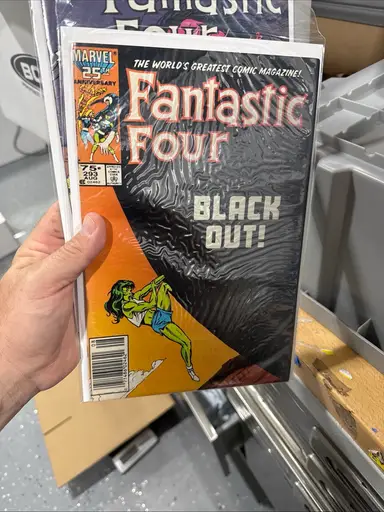 Fantastic
Four
MARVEL
25TH
ANNIVERSARY
THE WORLD'S GREATEST COMIC MAGAZINE!
Fantastic
Four
75¢
293
AUG
BLACK
OUT!